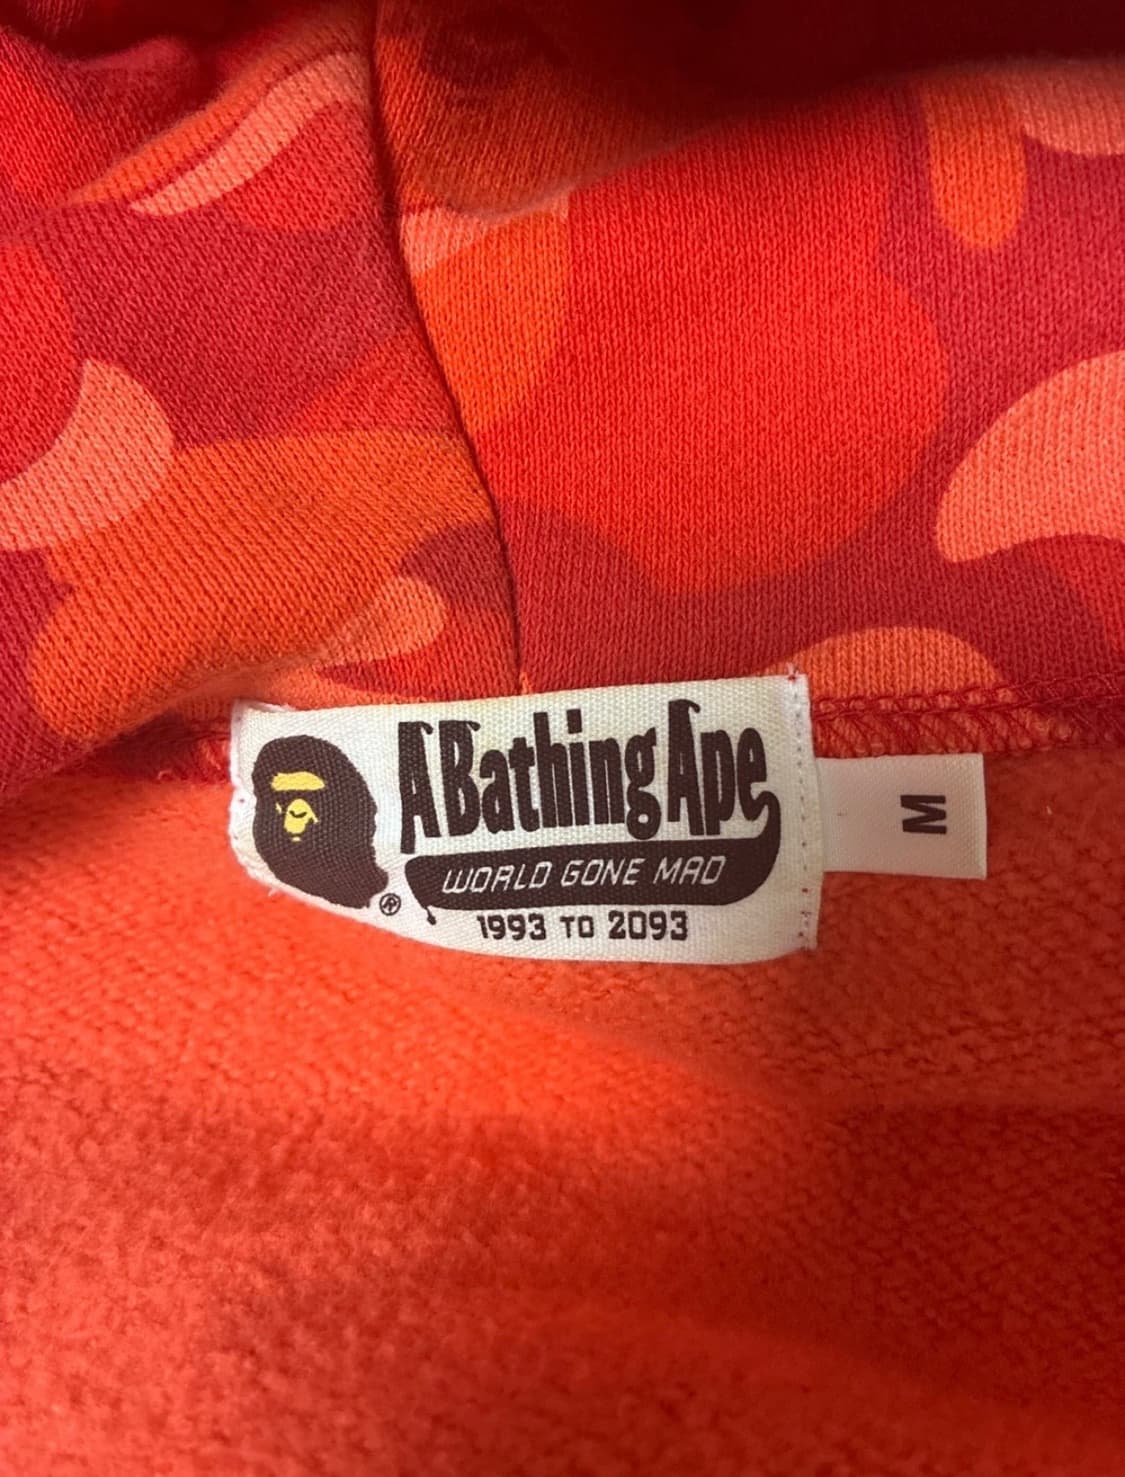 A Bathing Ape
WORLD GONE MAD
® 1993 TO 2093
M